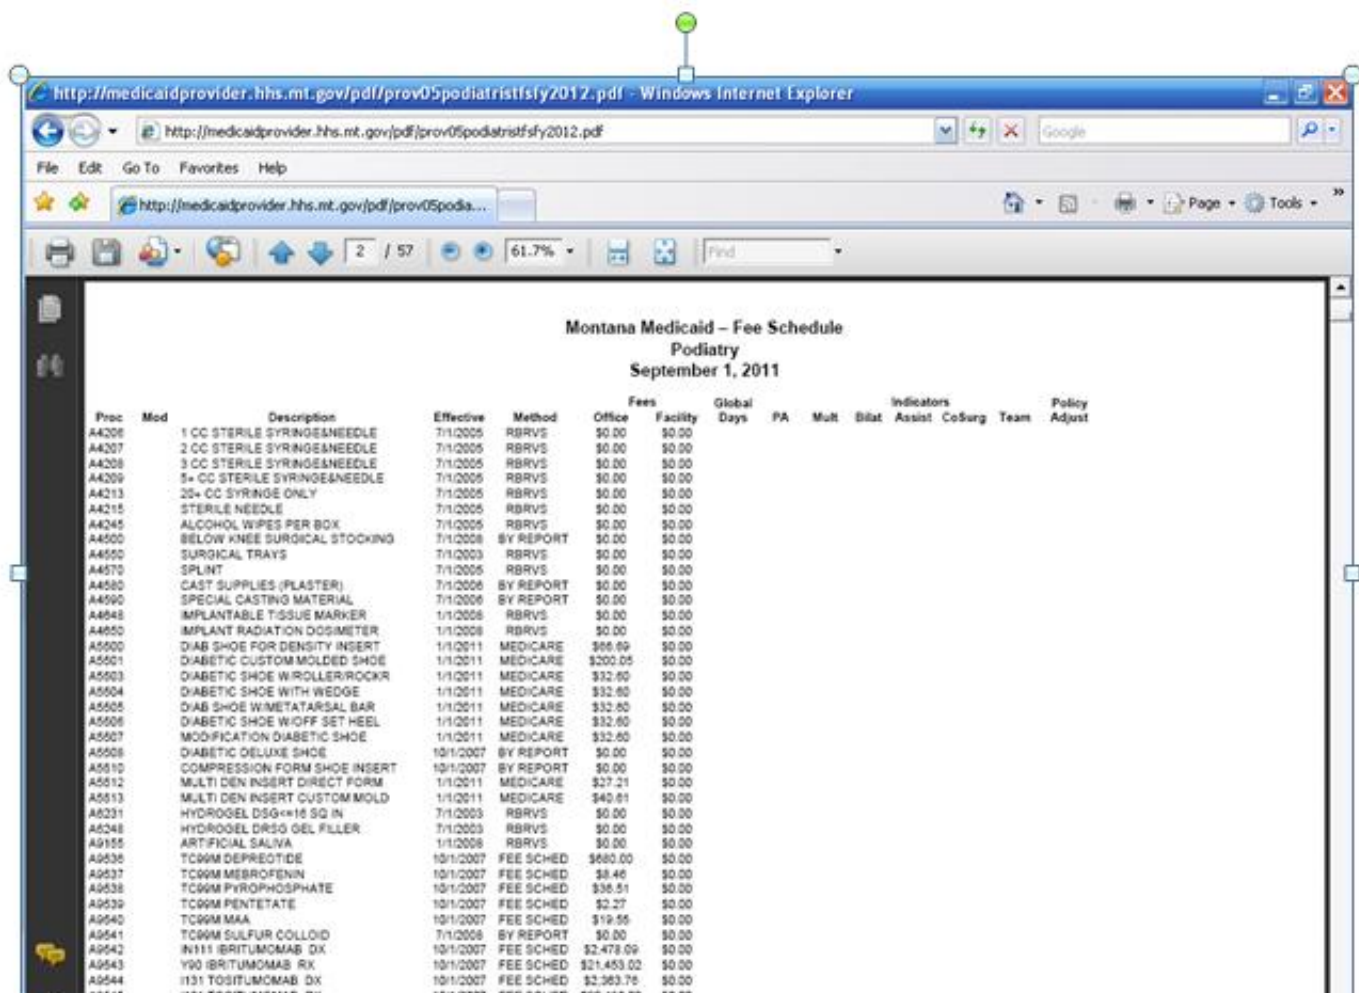 http://medicaidprovider.hhs.mt.gov/pdf/prov05podiatristfsfy2012.pdf - Windows Internet Explorer
http://medicaidprovider.hhs.mt.gov/pdf/prov05podiatristfsfy2012.pdf Google
File Edit Go To Favorites Help
http://medicaidprovider.hhs.mt.gov/pdf/prov05podia... Page Tools »
2 / 57 61.7% Find
Montana Medicaid – Fee Schedule
Podiatry
September 1, 2011
Fees Global Indicators Policy
Proc Mod Description Effective Method Office Facility Days PA Mult Bilat Assist CoSurg Team Adjust
A4206 1 CC STERILE SYRINGE&NEEDLE 7/1/2005 RBRVS $0.00 $0.00
A4207 2 CC STERILE SYRINGE&NEEDLE 7/1/2005 RBRVS $0.00 $0.00
A4208 3 CC STERILE SYRINGE&NEEDLE 7/1/2005 RBRVS $0.00 $0.00
A4209 5+ CC STERILE SYRINGE&NEEDLE 7/1/2005 RBRVS $0.00 $0.00
A4213 20+ CC SYRINGE ONLY 7/1/2005 RBRVS $0.00 $0.00
A4215 STERILE NEEDLE 7/1/2005 RBRVS $0.00 $0.00
A4245 ALCOHOL WIPES PER BOX 7/1/2005 RBRVS $0.00 $0.00
A4500 BELOW KNEE SURGICAL STOCKING 7/1/2008 BY REPORT $0.00 $0.00
A4550 SURGICAL TRAYS 7/1/2003 RBRVS $0.00 $0.00
A4570 SPLINT 7/1/2005 RBRVS $0.00 $0.00
A4580 CAST SUPPLIES (PLASTER) 7/1/2006 BY REPORT $0.00 $0.00
A4590 SPECIAL CASTING MATERIAL 7/1/2006 BY REPORT $0.00 $0.00
A4648 IMPLANTABLE TISSUE MARKER 1/1/2008 RBRVS $0.00 $0.00
A4650 IMPLANT RADIATION DOSIMETER 1/1/2008 RBRVS $0.00 $0.00
A5500 DIAB SHOE FOR DENSITY INSERT 1/1/2011 MEDICARE $66.69 $0.00
A5501 DIABETIC CUSTOM MOLDED SHOE 1/1/2011 MEDICARE $200.05 $0.00
A5503 DIABETIC SHOE W/ROLLER/ROCKR 1/1/2011 MEDICARE $32.60 $0.00
A5504 DIABETIC SHOE WITH WEDGE 1/1/2011 MEDICARE $32.60 $0.00
A5505 DIAB SHOE W/METATARSAL BAR 1/1/2011 MEDICARE $32.60 $0.00
A5506 DIABETIC SHOE W/OFF SET HEEL 1/1/2011 MEDICARE $32.60 $0.00
A5507 MODIFICATION DIABETIC SHOE 1/1/2011 MEDICARE $32.60 $0.00
A5508 DIABETIC DELUXE SHOE 10/1/2007 BY REPORT $0.00 $0.00
A5510 COMPRESSION FORM SHOE INSERT 10/1/2007 BY REPORT $0.00 $0.00
A5512 MULTI DEN INSERT DIRECT FORM 1/1/2011 MEDICARE $27.21 $0.00
A5513 MULTI DEN INSERT CUSTOM MOLD 1/1/2011 MEDICARE $40.61 $0.00
A6231 HYDROGEL DSG<=16 SQ IN 7/1/2003 RBRVS $0.00 $0.00
A6248 HYDROGEL DRSG GEL FILLER 7/1/2003 RBRVS $0.00 $0.00
A9155 ARTIFICIAL SALIVA 1/1/2008 RBRVS $0.00 $0.00
A9536 TC99M DEPREOTIDE 10/1/2007 FEE SCHED $680.00 $0.00
A9537 TC99M MEBROFENIN 10/1/2007 FEE SCHED $8.46 $0.00
A9538 TC99M PYROPHOSPHATE 10/1/2007 FEE SCHED $36.51 $0.00
A9539 TC99M PENTETATE 10/1/2007 FEE SCHED $2.27 $0.00
A9540 TC99M MAA 10/1/2007 FEE SCHED $19.55 $0.00
A9541 TC99M SULFUR COLLOID 7/1/2008 BY REPORT $0.00 $0.00
A9542 IN111 IBRITUMOMAB DX 10/1/2007 FEE SCHED $2,478.09 $0.00
A9543 Y90 IBRITUMOMAB RX 10/1/2007 FEE SCHED $21,453.02 $0.00
A9544 I131 TOSITUMOMAB DX 10/1/2007 FEE SCHED $2,363.76 $0.00